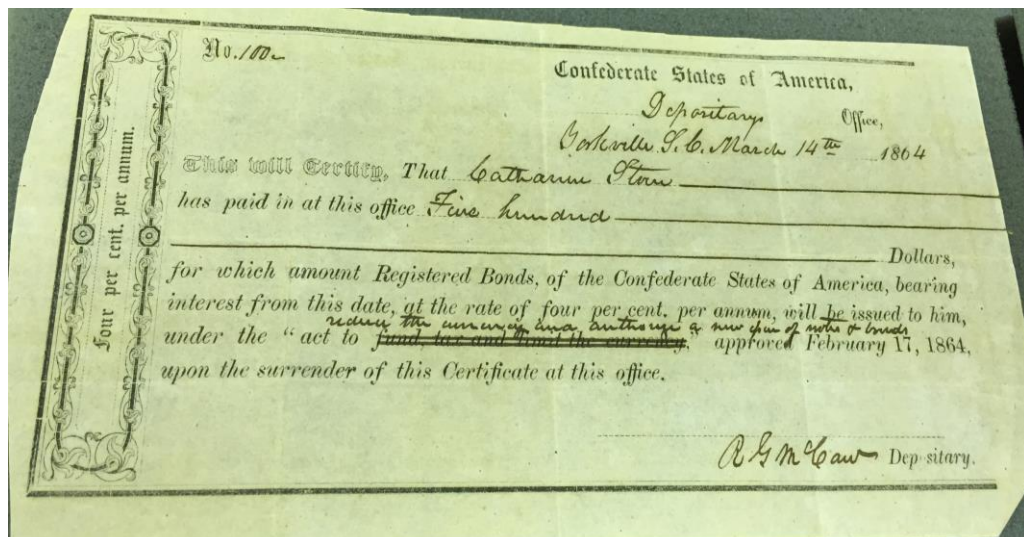 No. 100
Confederate States of America,
Depositary Office,
Yorkville S. C. March 14th 1864
This will Certify, That Catharine Stowe
has paid in at this office Five hundred
Dollars,
for which amount Registered Bonds, of the Confederate States of America, bearing
interest from this date, at the rate of four per cent. per annum, will be issued to him,
reduce the currency and authorize a new issue of notes & bonds
under the "act to fund, tax and limit the currency," approved February 17, 1864,
upon the surrender of this Certificate at this office.
R G McCaw Depositary.
Four per cent. per annum.